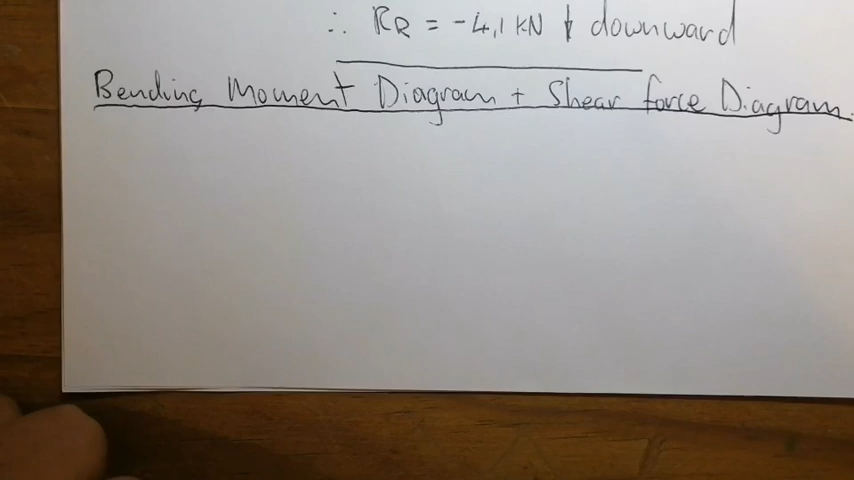 ∴ RR = -4,1 KN ↓ downward
Bending Moment Diagram + Shear force Diagram.